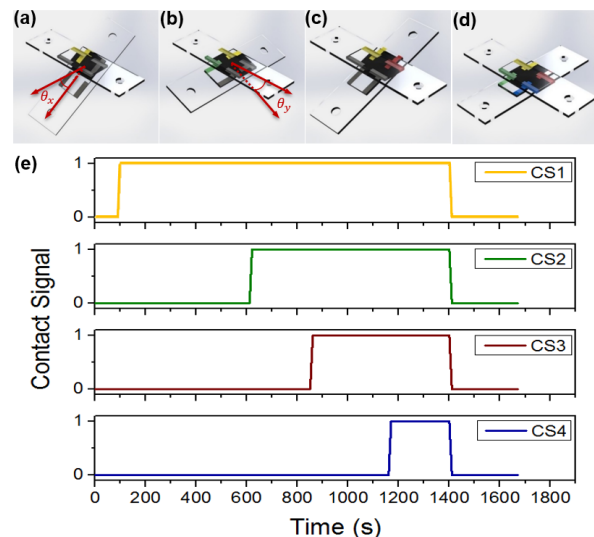 (a)
(b)
(c)
(d)
θx
θy
(e)
Contact Signal
1
0
CS1
1
0
CS2
1
0
CS3
1
0
CS4
0 200 400 600 800 1000 1200 1400 1600 1800
Time (s)